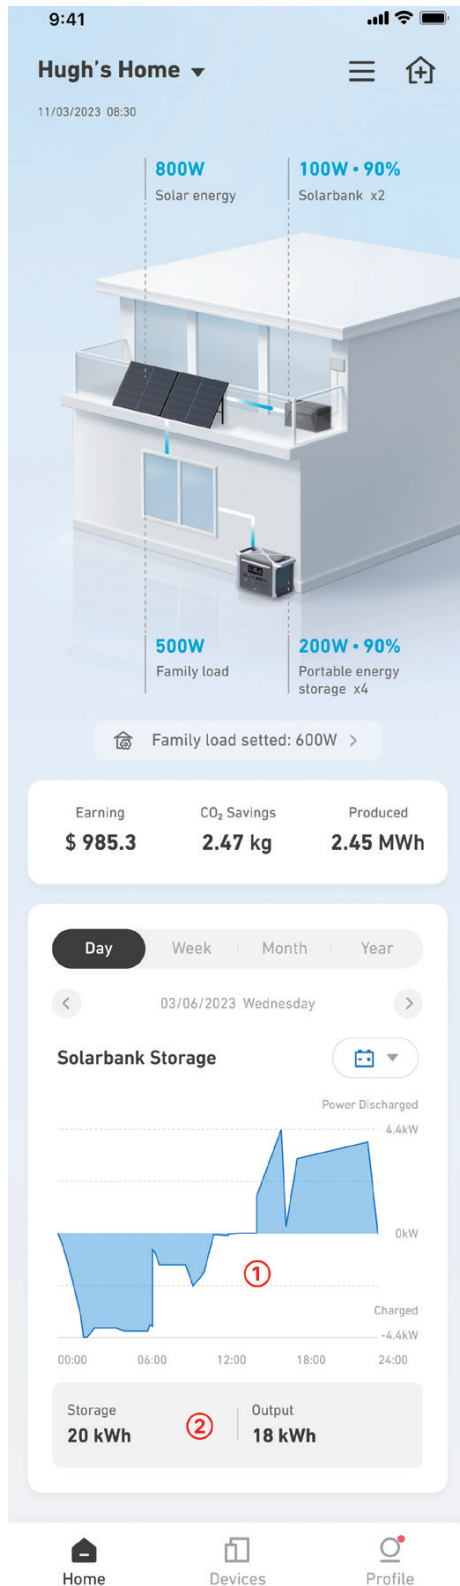 9:41
Hugh's Home
11/03/2023 08:30
800W
Solar energy
100W • 90%
Solarbank x2
500W
Family load
200W • 90%
Portable energy
storage x4
Family load setted: 600W >
Earning
$ 985.3
CO₂ Savings
2.47 kg
Produced
2.45 MWh
Day Week Month Year
< 03/06/2023 Wednesday >
Solarbank Storage
Power Discharged
4.4kW
0kW
①
Charged
-4.4kW
00:00 06:00 12:00 18:00 24:00
Storage
20 kWh
②
Output
18 kWh
Home Devices Profile